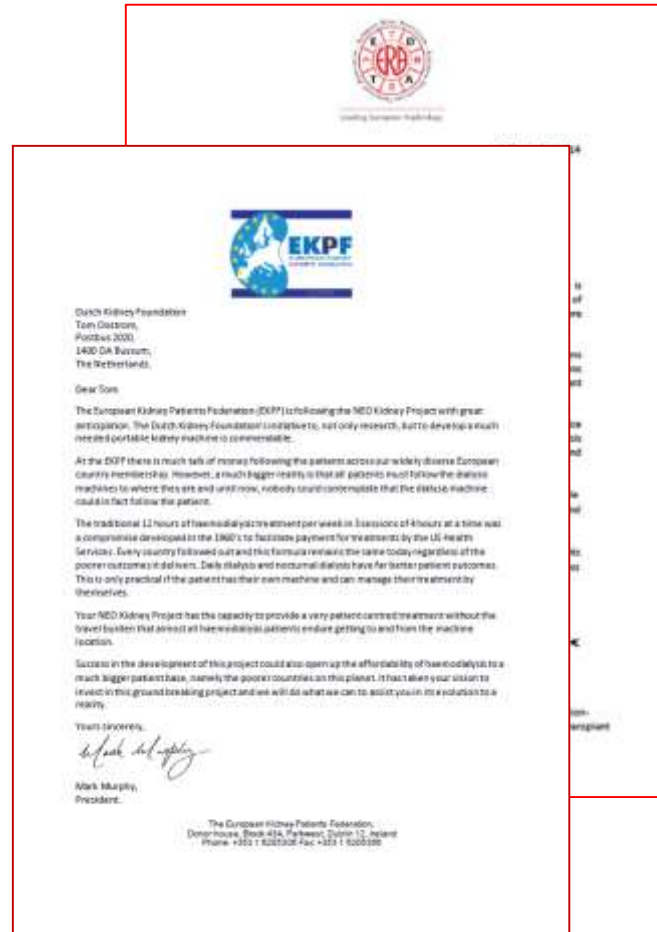 E D
ERA
T A
Leading European Nephrology
14
EKPF
Dutch Kidney Foundation
Tom Oostrom,
Postbus 2020,
1400 DA Bussum,
The Netherlands.
Dear Tom
The European Kidney Patients Federation (EKPF) is following the NEO Kidney Project with great
anticipation. The Dutch Kidney Foundation's initiative to, not only research, but to develop a much
needed portable kidney machine is commendable.
At the EKPF there is much talk of money following the patients across our widely diverse European
country membership. However, a much bigger reality is that all patients must follow the dialysis
machines to where they are and until now, nobody could contemplate that the dialysis machine
could in fact follow the patient.
The traditional 12 hours of haemodialysis treatment per week in 3 sessions of 4 hours at a time was
a compromise developed in the 1960's to facilitate payment for treatments by the US Health
Services. Every country followed suit and this formula remains the same today regardless of the
poorer outcomes it delivers. Daily dialysis and nocturnal dialysis have far better patient outcomes.
This is only practical if the patient has their own machine and can manage their treatment by
themselves.
Your NEO Kidney Project has the capacity to provide a very patient centred treatment without the
travel burden that almost all haemodialysis patients endure getting to and from the machine
location.
Success in the development of this project could also open up the affordability of haemodialysis to a
much bigger patient base, namely the poorer countries on this planet. It has taken your vision to
invest in this ground breaking project and we will do what we can to assist you in its evolution to a
reality.
Yours sincerely,
Mark Murphy
Mark Murphy,
President.
The European Kidney Patients Federation,
Donor house, Block 43A, Parkwest, Dublin 12, Ireland
is
of
€